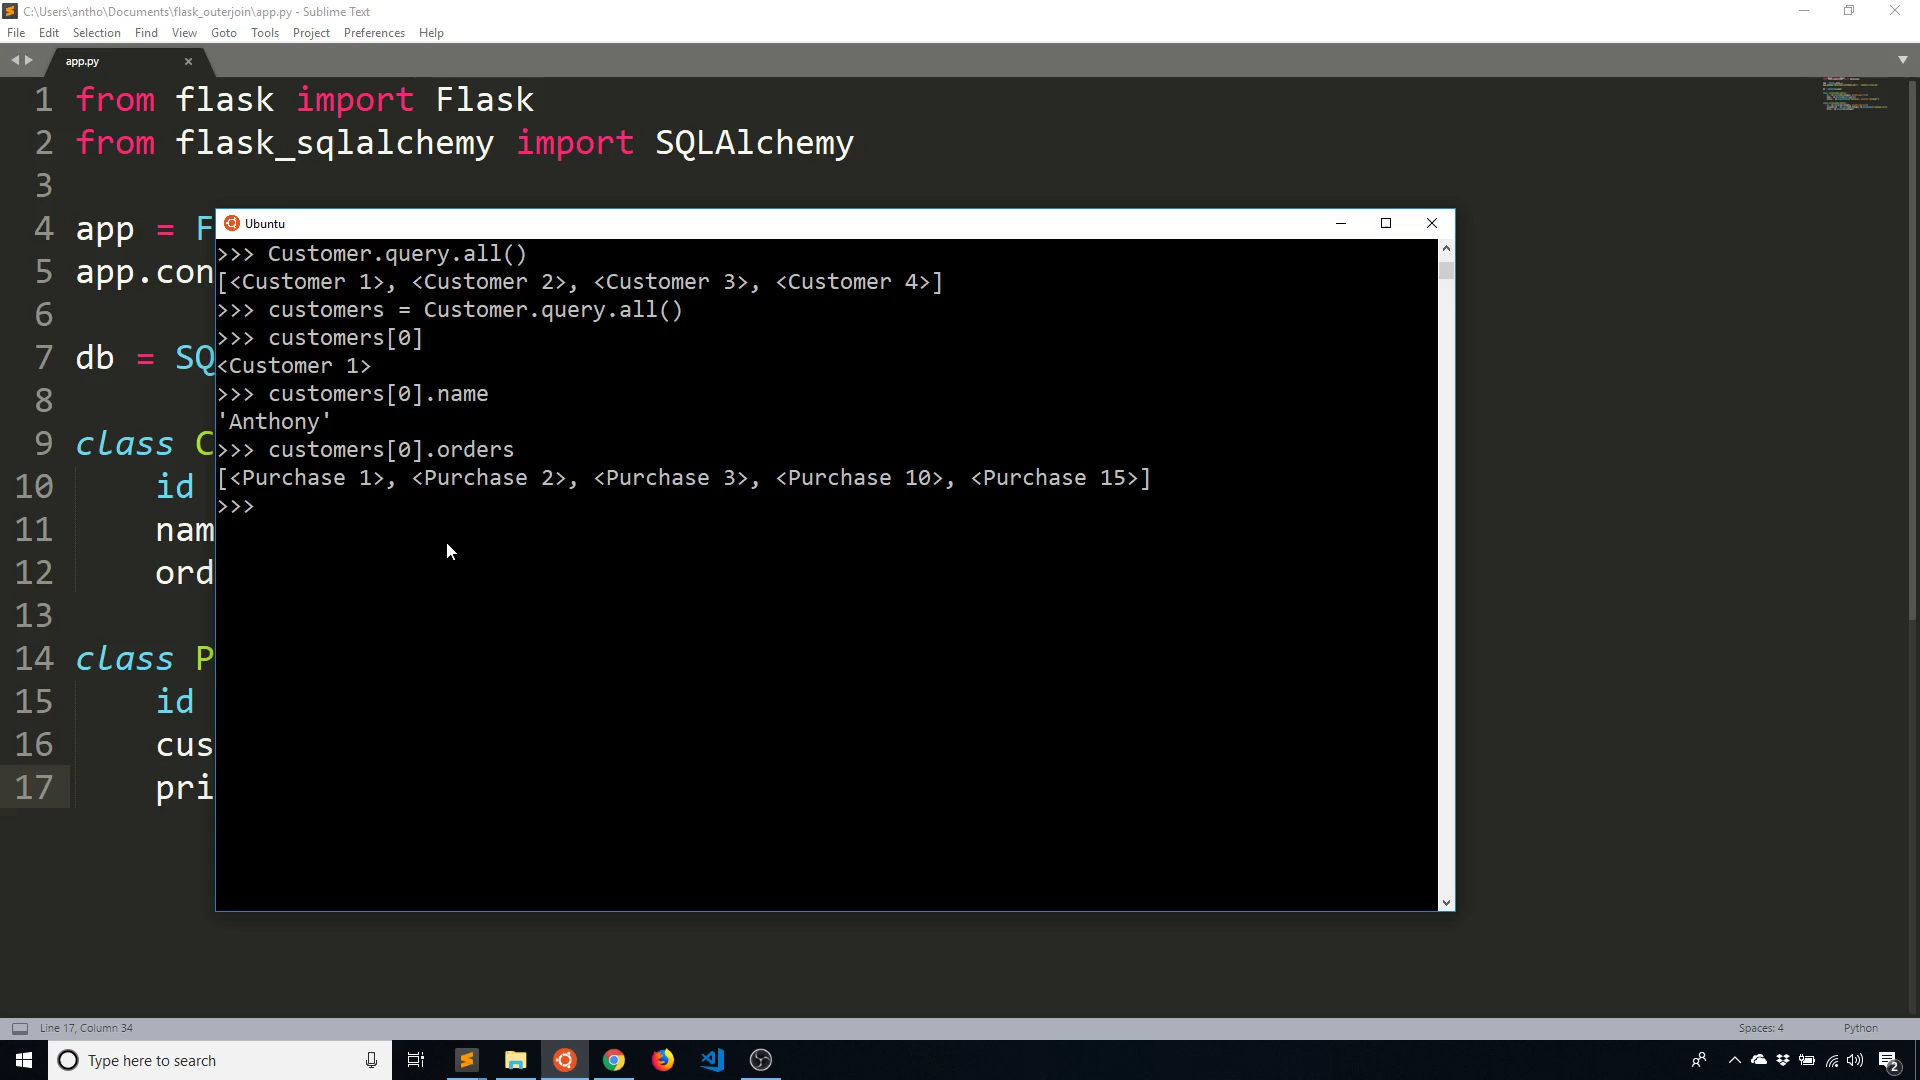 C:\Users\antho\Documents\flask_outerjoin\app.py - Sublime Text
File Edit Selection Find View Goto Tools Project Preferences Help
app.py
1 from flask import Flask
2 from flask_sqlalchemy import SQLAlchemy
3
4 app = F
5 app.con
6
7 db = SQ
8
9 class C
10 id
11 nam
12 ord
13
14 class P
15 id
16 cus
17 pri
Ubuntu
>>> Customer.query.all()
[<Customer 1>, <Customer 2>, <Customer 3>, <Customer 4>]
>>> customers = Customer.query.all()
>>> customers[0]
<Customer 1>
>>> customers[0].name
'Anthony'
>>> customers[0].orders
[<Purchase 1>, <Purchase 2>, <Purchase 3>, <Purchase 10>, <Purchase 15>]
>>>
Line 17, Column 34
Spaces: 4
Python
Type here to search
2